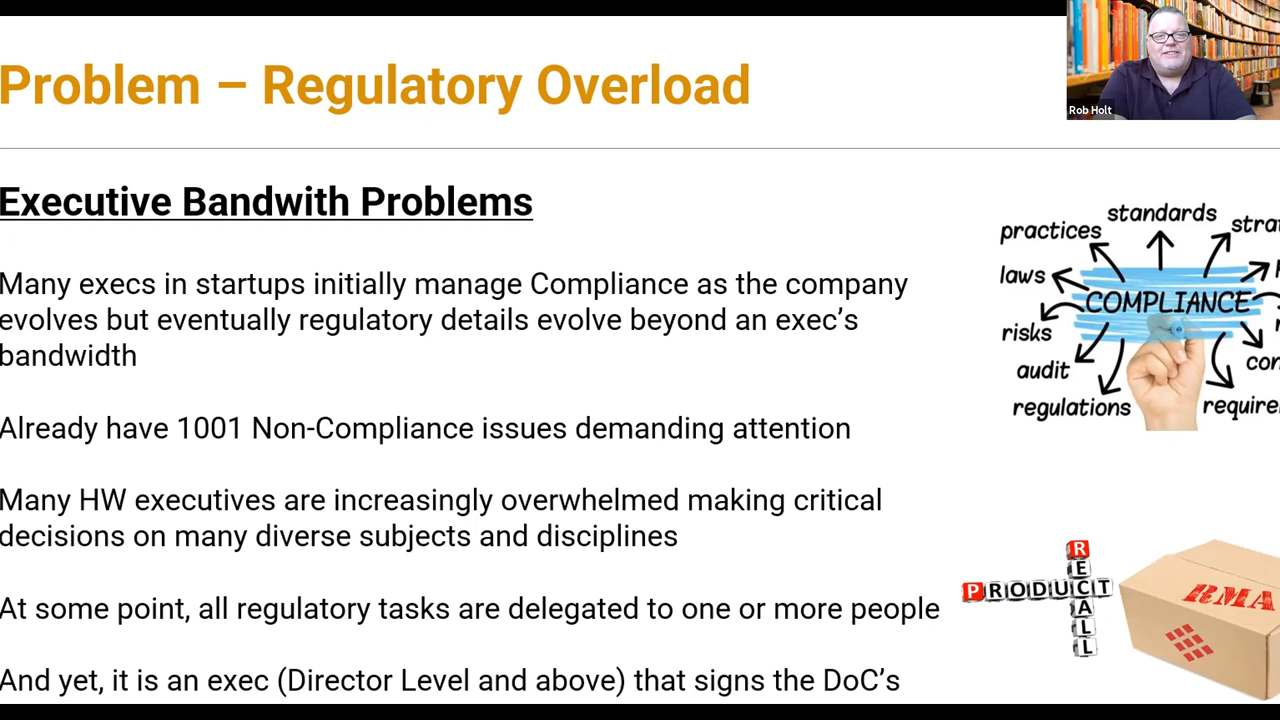 Problem – Regulatory Overload
Rob Holt
Executive Bandwith Problems
Many execs in startups initially manage Compliance as the company
evolves but eventually regulatory details evolve beyond an exec's
bandwidth
Already have 1001 Non-Compliance issues demanding attention
Many HW executives are increasingly overwhelmed making critical
decisions on many diverse subjects and disciplines
At some point, all regulatory tasks are delegated to one or more people
And yet, it is an exec (Director Level and above) that signs the DoC's
standards
practices
laws
COMPLIANCE
risks
audit
regulations
PRODUCT
RECALL
RMA